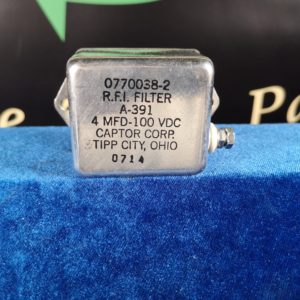 0770038-2
R.F.I. FILTER
A-391
4 MFD-100 VDC
CAPTOR CORP.
TIPP CITY, OHIO
0714